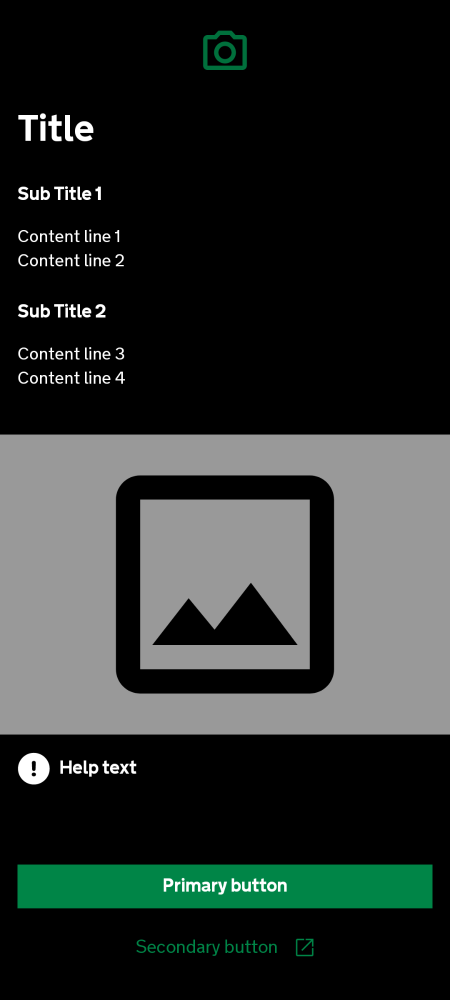 Title
Sub Title 1
Content line 1
Content line 2
Sub Title 2
Content line 3
Content line 4
Help text
Primary button
Secondary button